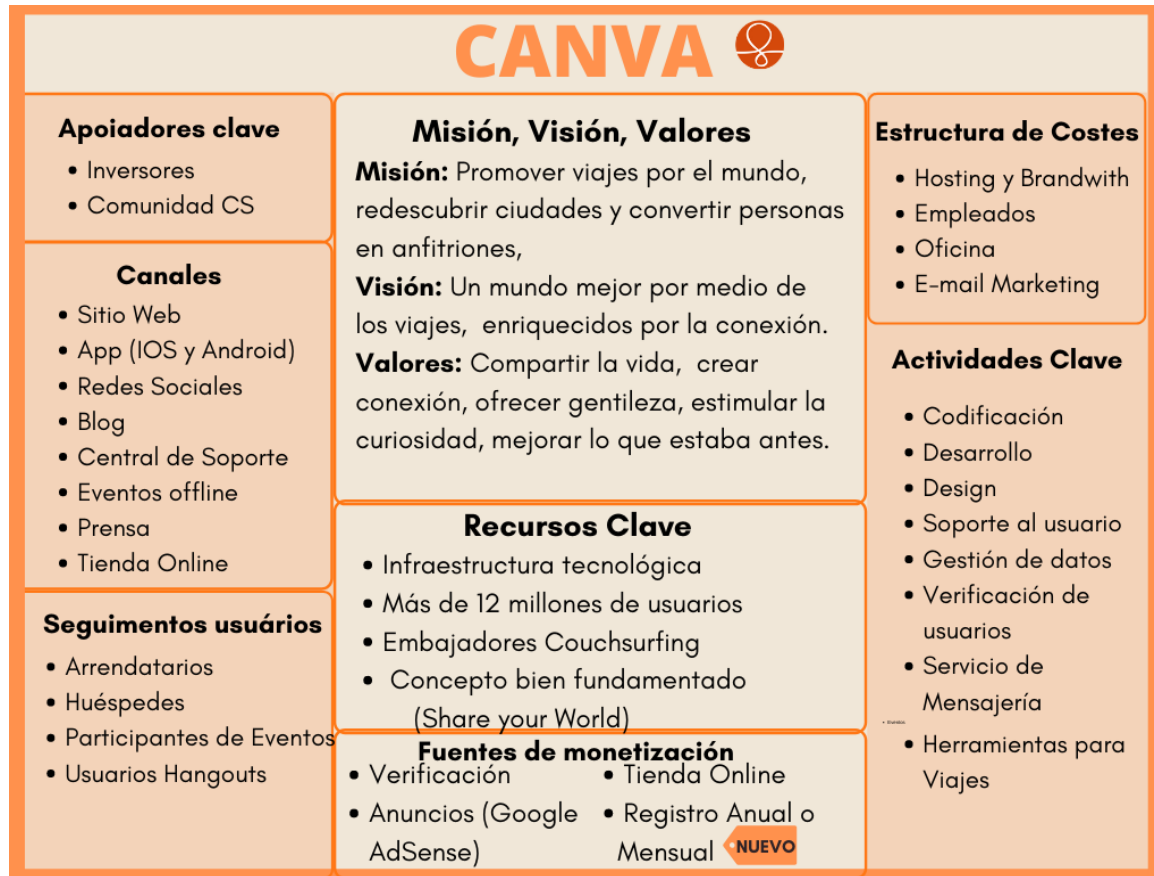 CANVA
Apoiadores clave
• Inversores
• Comunidad CS
Canales
• Sitio Web
• App (IOS y Android)
• Redes Sociales
• Blog
• Central de Soporte
• Eventos offline
• Prensa
• Tienda Online
Seguimentos usuários
• Arrendatarios
• Huéspedes
• Participantes de Eventos
• Usuarios Hangouts
Misión, Visión, Valores
Misión: Promover viajes por el mundo,
redescubrir ciudades y convertir personas
en anfitriones,
Visión: Un mundo mejor por medio de
los viajes, enriquecidos por la conexión.
Valores: Compartir la vida, crear
conexión, ofrecer gentileza, estimular la
curiosidad, mejorar lo que estaba antes.
Recursos Clave
• Infraestructura tecnológica
• Más de 12 millones de usuarios
• Embajadores Couchsurfing
• Concepto bien fundamentado
(Share your World)
Fuentes de monetización
• Verificación
• Anuncios (Google
AdSense)
• Tienda Online
• Registro Anual o
Mensual NUEVO
Estructura de Costes
• Hosting y Brandwith
• Empleados
• Oficina
• E-mail Marketing
Actividades Clave
• Codificación
• Desarrollo
• Design
• Soporte al usuario
• Gestión de datos
• Verificación de
usuarios
• Servicio de
Mensajería
• Herramientas para
Viajes